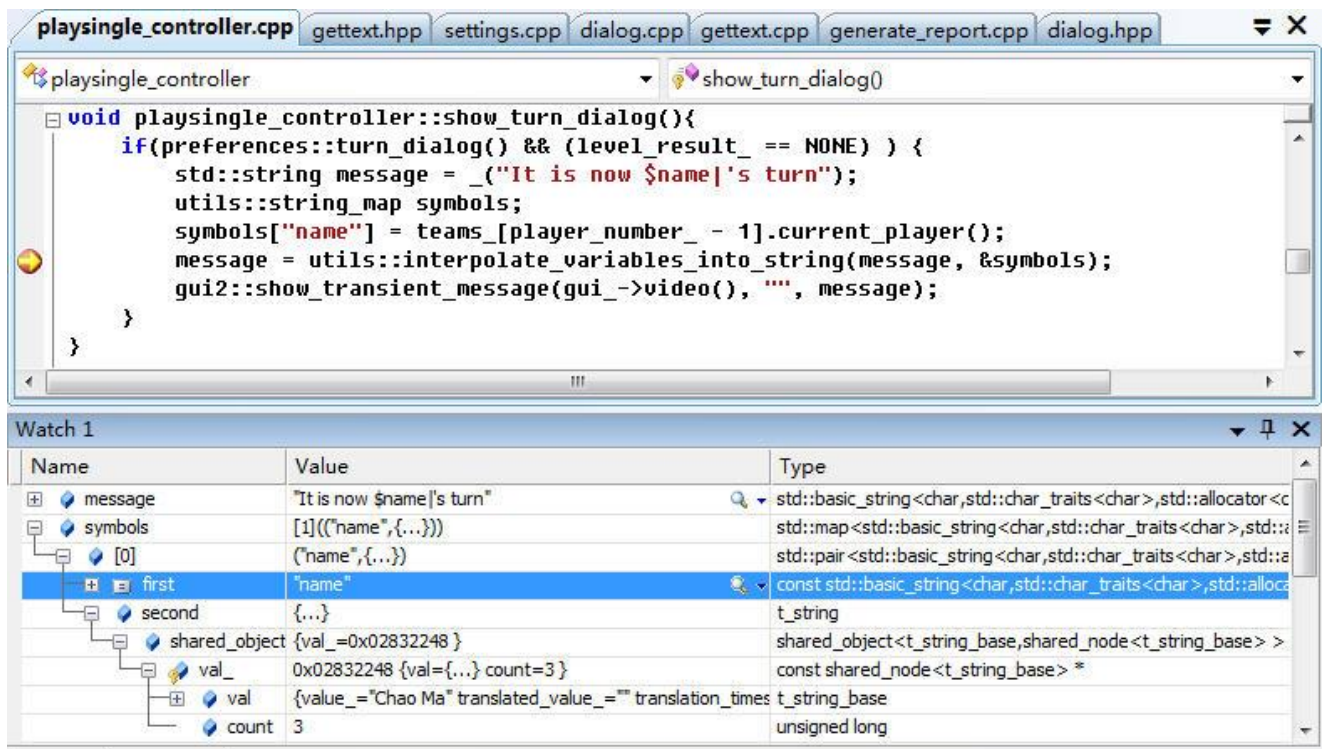 playsingle_controller.cpp gettext.hpp settings.cpp dialog.cpp gettext.cpp generate_report.cpp dialog.hpp
playsingle_controller show_turn_dialog()
void playsingle_controller::show_turn_dialog(){
if(preferences::turn_dialog() && (level_result_ == NONE) ) {
std::string message = _("It is now $name|'s turn");
utils::string_map symbols;
symbols["name"] = teams_[player_number_ - 1].current_player();
message = utils::interpolate_variables_into_string(message, &symbols);
gui2::show_transient_message(gui_->video(), "", message);
}
}
Watch 1
Name Value Type
message "It is now $name|'s turn" std::basic_string<char,std::char_traits<char>,std::allocator<c
symbols [1](("name",{...})) std::map<std::basic_string<char,std::char_traits<char>,std::a
[0] ("name",{...}) std::pair<std::basic_string<char,std::char_traits<char>,std::a
first "name" const std::basic_string<char,std::char_traits<char>,std::alloca
second {...} t_string
shared_object {val_=0x02832248 } shared_object<t_string_base,shared_node<t_string_base> >
val_ 0x02832248 {val={...} count=3 } const shared_node<t_string_base> *
val {value_="Chao Ma" translated_value_="" translation_times t_string_base
count 3 unsigned long